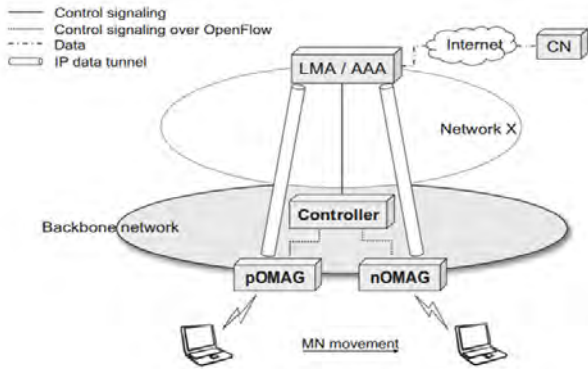 Control signaling
Control signaling over OpenFlow
Data
IP data tunnel
Internet
CN
LMA / AAA
Network X
Controller
Backbone network
pOMAG
nOMAG
MN movement